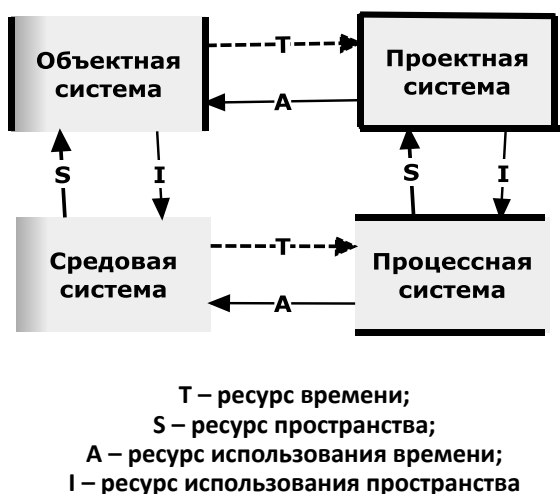 Объектная
система
T
Проектная
система
A
S
I
S
I
Средовая
система
T
Процессная
система
A
T – ресурс времени;
S – ресурс пространства;
A – ресурс использования времени;
I – ресурс использования пространства